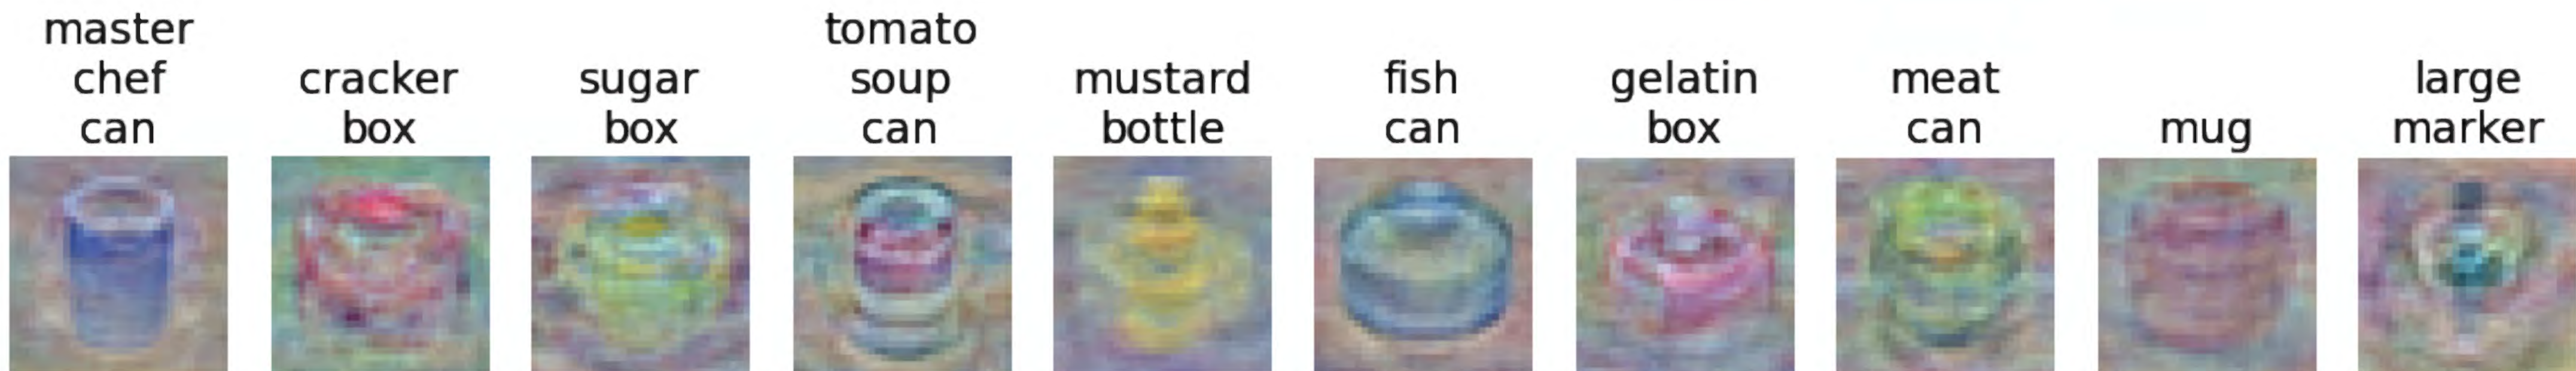 master
chef
can
cracker
box
sugar
box
tomato
soup
can
mustard
bottle
fish
can
gelatin
box
meat
can
mug
large
marker